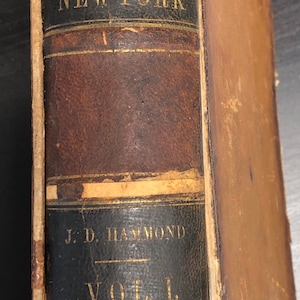 NEW YORK
J. D. HAMMOND
VOL. I.